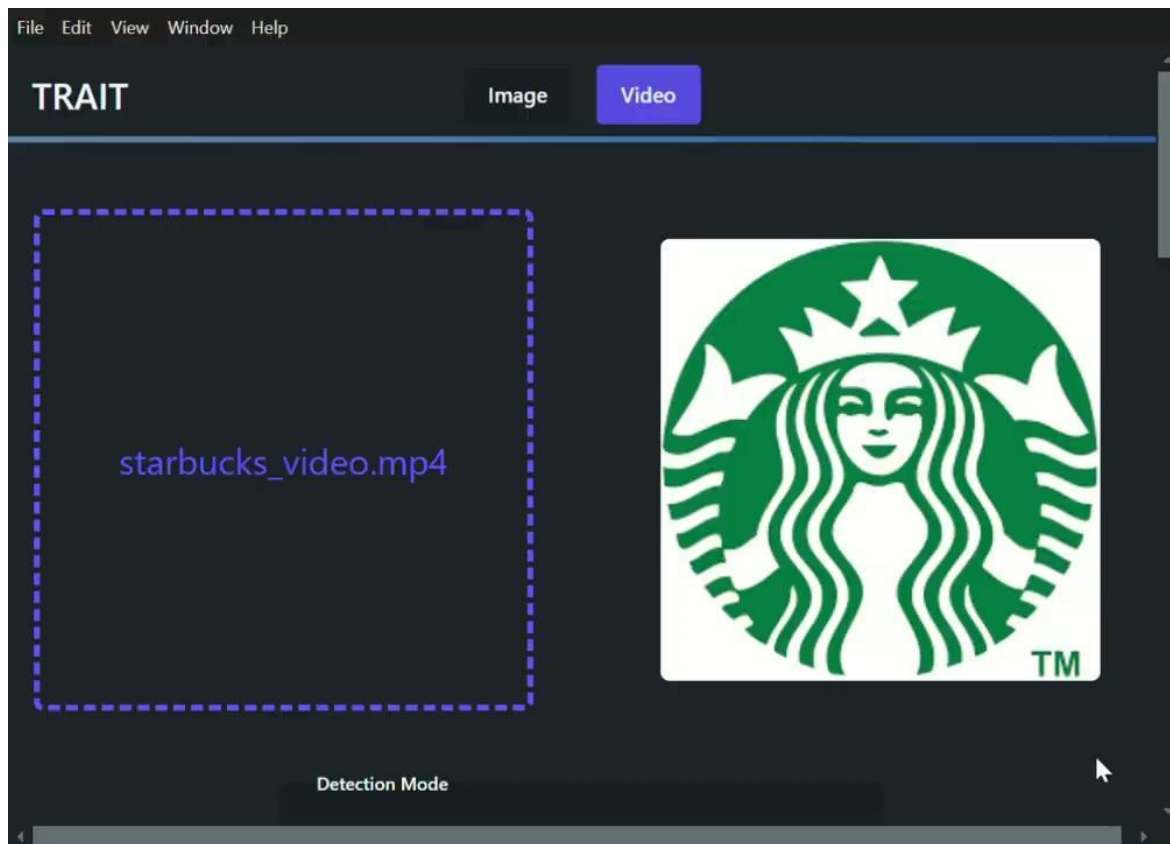 File Edit View Window Help
TRAIT Image Video
starbucks_video.mp4
TM
Detection Mode